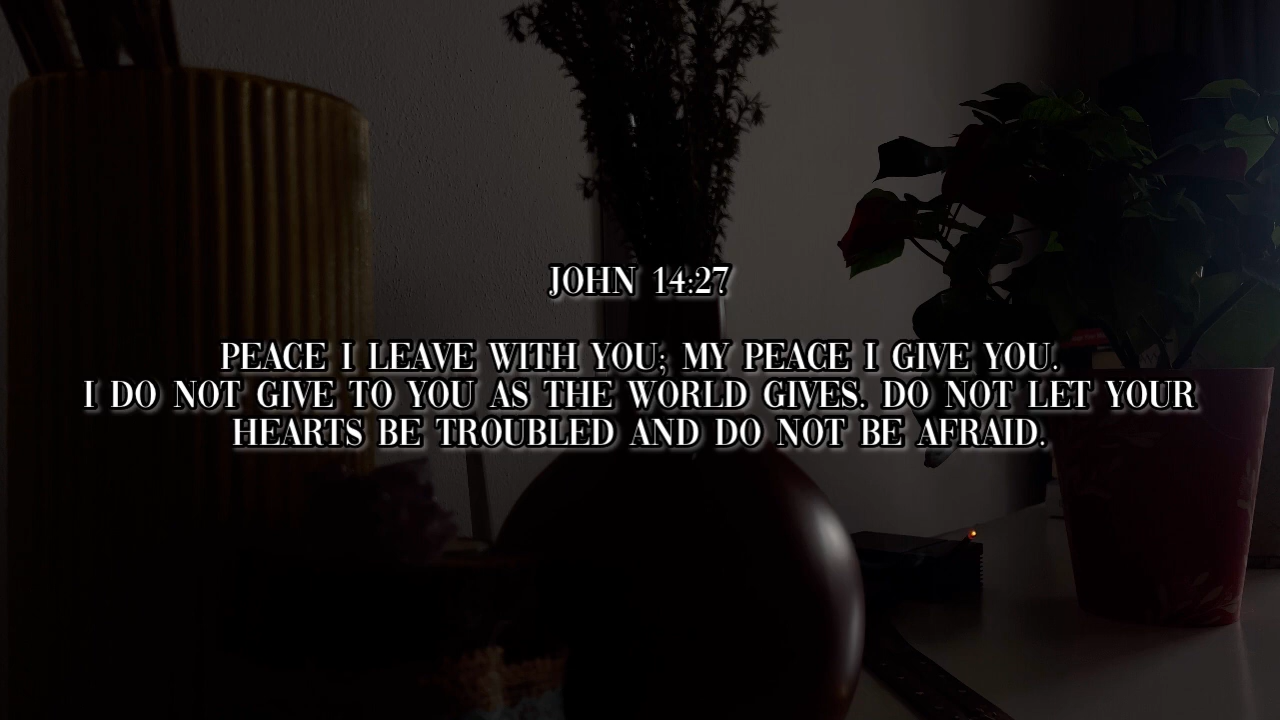 JOHN 14:27
PEACE I LEAVE WITH YOU; MY PEACE I GIVE YOU.
I DO NOT GIVE TO YOU AS THE WORLD GIVES. DO NOT LET YOUR
HEARTS BE TROUBLED AND DO NOT BE AFRAID.